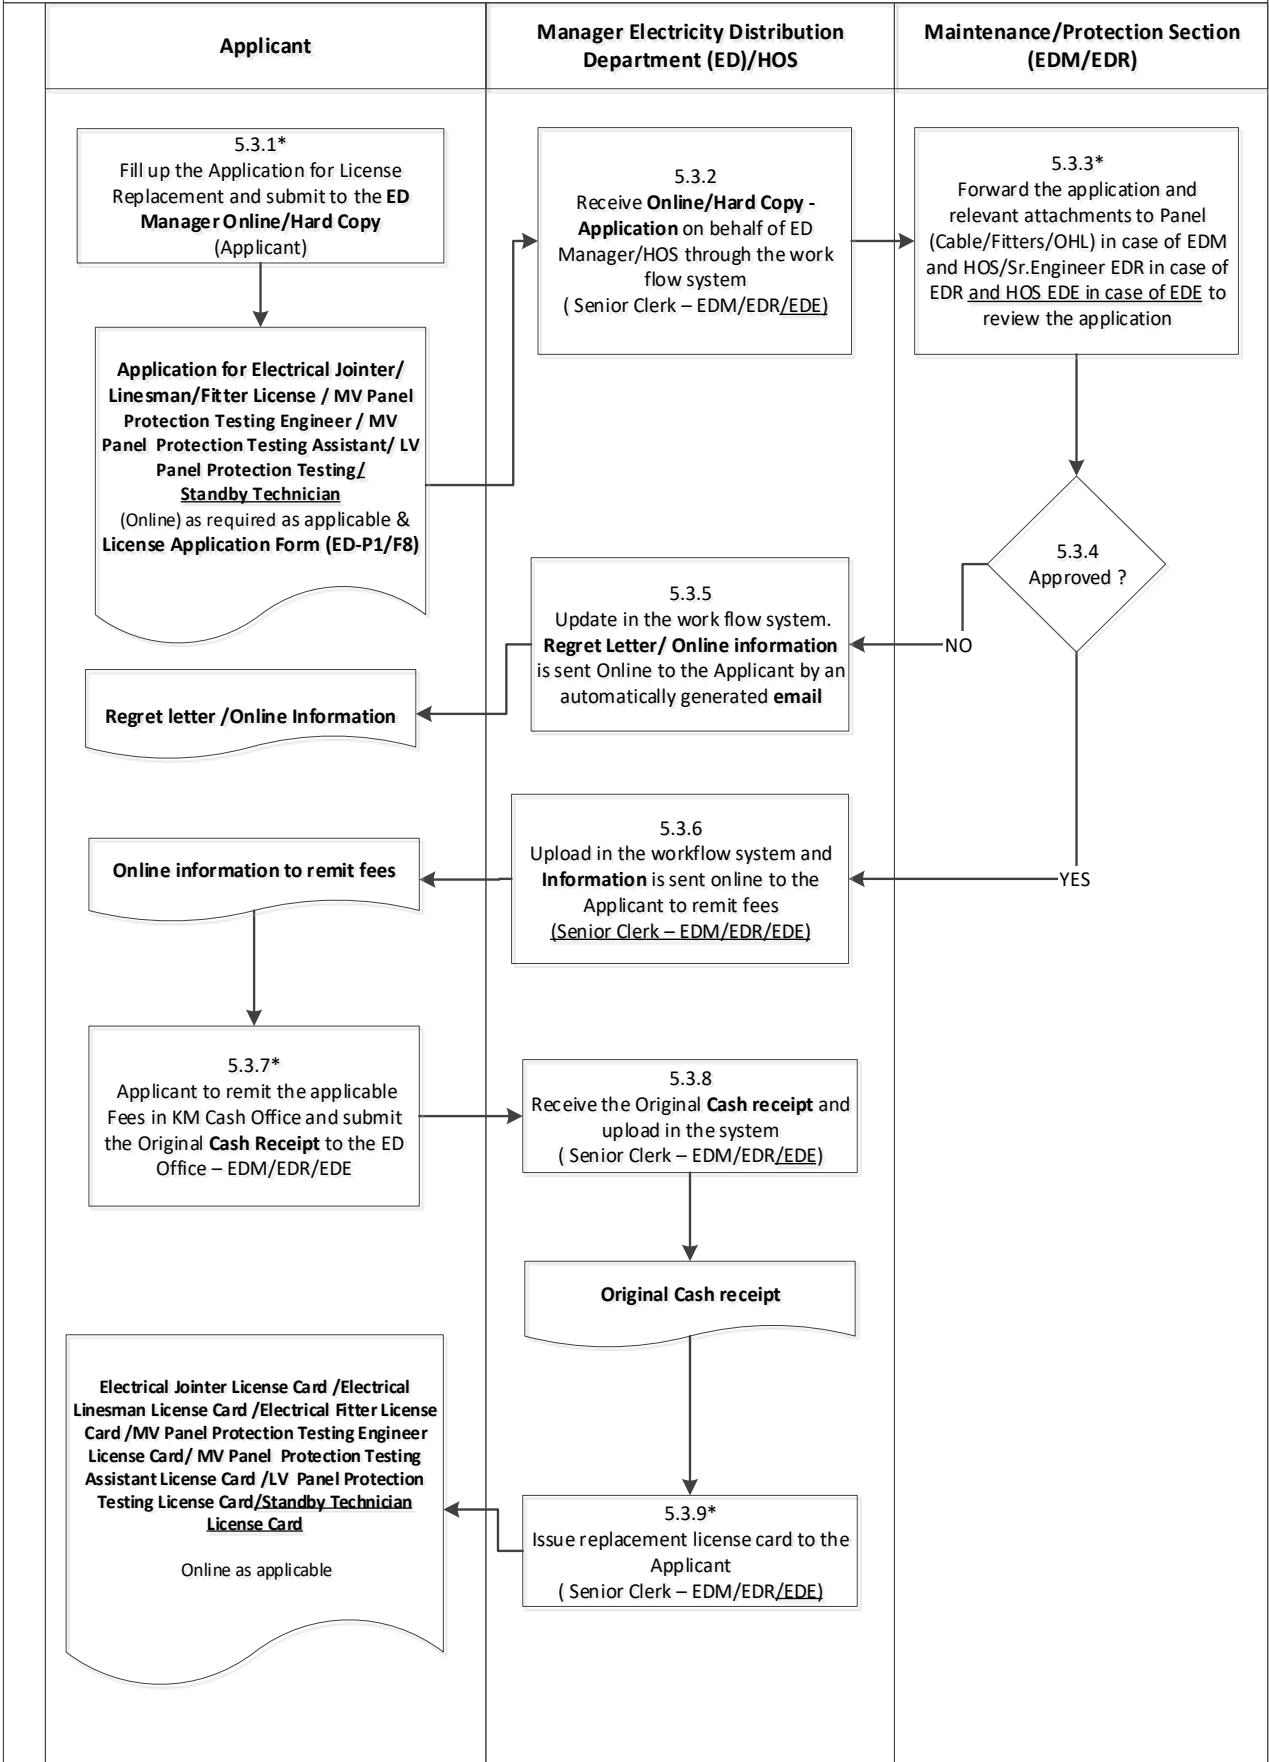 Applicant
Manager Electricity Distribution
Department (ED)/HOS
Maintenance/Protection Section
(EDM/EDR)
5.3.1*
Fill up the Application for License
Replacement and submit to the ED
Manager Online/Hard Copy
(Applicant)
5.3.2
Receive Online/Hard Copy -
Application on behalf of ED
Manager/HOS through the work
flow system
( Senior Clerk – EDM/EDR/EDE)
5.3.3*
Forward the application and
relevant attachments to Panel
(Cable/Fitters/OHL) in case of EDM
and HOS/Sr.Engineer EDR in case of
EDR and HOS EDE in case of EDE to
review the application
Application for Electrical Jointer/
Linesman/Fitter License / MV Panel
Protection Testing Engineer / MV
Panel Protection Testing Assistant/ LV
Panel Protection Testing/
Standby Technician
(Online) as required as applicable &
License Application Form (ED-P1/F8)
5.3.4
Approved ?
NO
5.3.5
Update in the work flow system.
Regret Letter/ Online information
is sent Online to the Applicant by an
automatically generated email
Regret letter /Online Information
YES
5.3.6
Upload in the workflow system and
Information is sent online to the
Applicant to remit fees
(Senior Clerk – EDM/EDR/EDE)
Online information to remit fees
5.3.7*
Applicant to remit the applicable
Fees in KM Cash Office and submit
the Original Cash Receipt to the ED
Office – EDM/EDR/EDE
5.3.8
Receive the Original Cash receipt and
upload in the system
( Senior Clerk – EDM/EDR/EDE)
Original Cash receipt
5.3.9*
Issue replacement license card to the
Applicant
( Senior Clerk – EDM/EDR/EDE)
Electrical Jointer License Card /Electrical
Linesman License Card /Electrical Fitter License
Card /MV Panel Protection Testing Engineer
License Card/ MV Panel Protection Testing
Assistant License Card /LV Panel Protection
Testing License Card/Standby Technician
License Card
Online as applicable